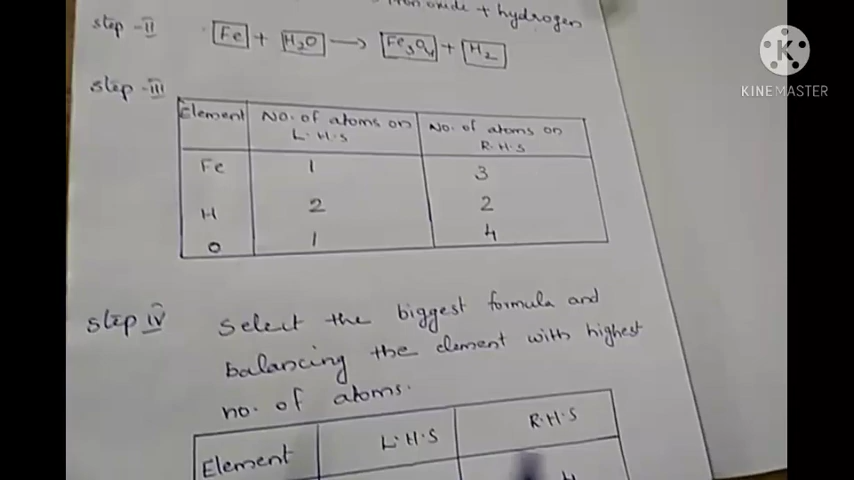 oxide + hydrogen
step - II Fe + H2O → Fe3O4 + H2
step - III
Element No. of atoms on L.H.S No. of atoms on R.H.S
Fe 1 3
H 2 2
O 1 4
step IV select the biggest formula and
balancing the element with highest
no. of atoms.
Element L.H.S R.H.S
K
KINEMASTER